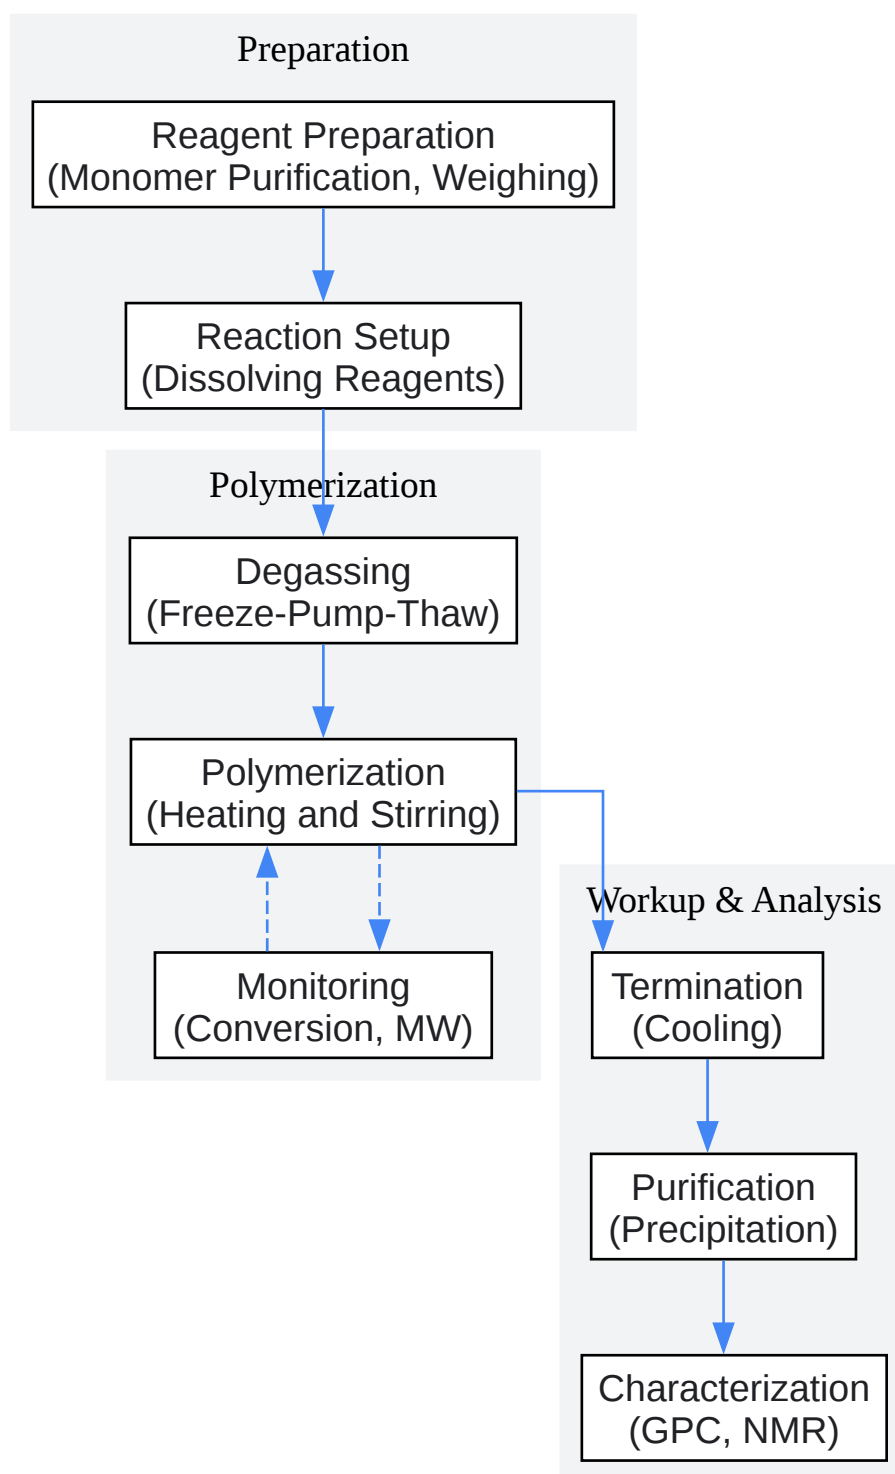 Preparation
Reagent Preparation
(Monomer Purification, Weighing)
Reaction Setup
(Dissolving Reagents)
Polymerization
Degassing
(Freeze-Pump-Thaw)
Polymerization
(Heating and Stirring)
Monitoring
(Conversion, MW)
Workup & Analysis
Termination
(Cooling)
Purification
(Precipitation)
Characterization
(GPC, NMR)